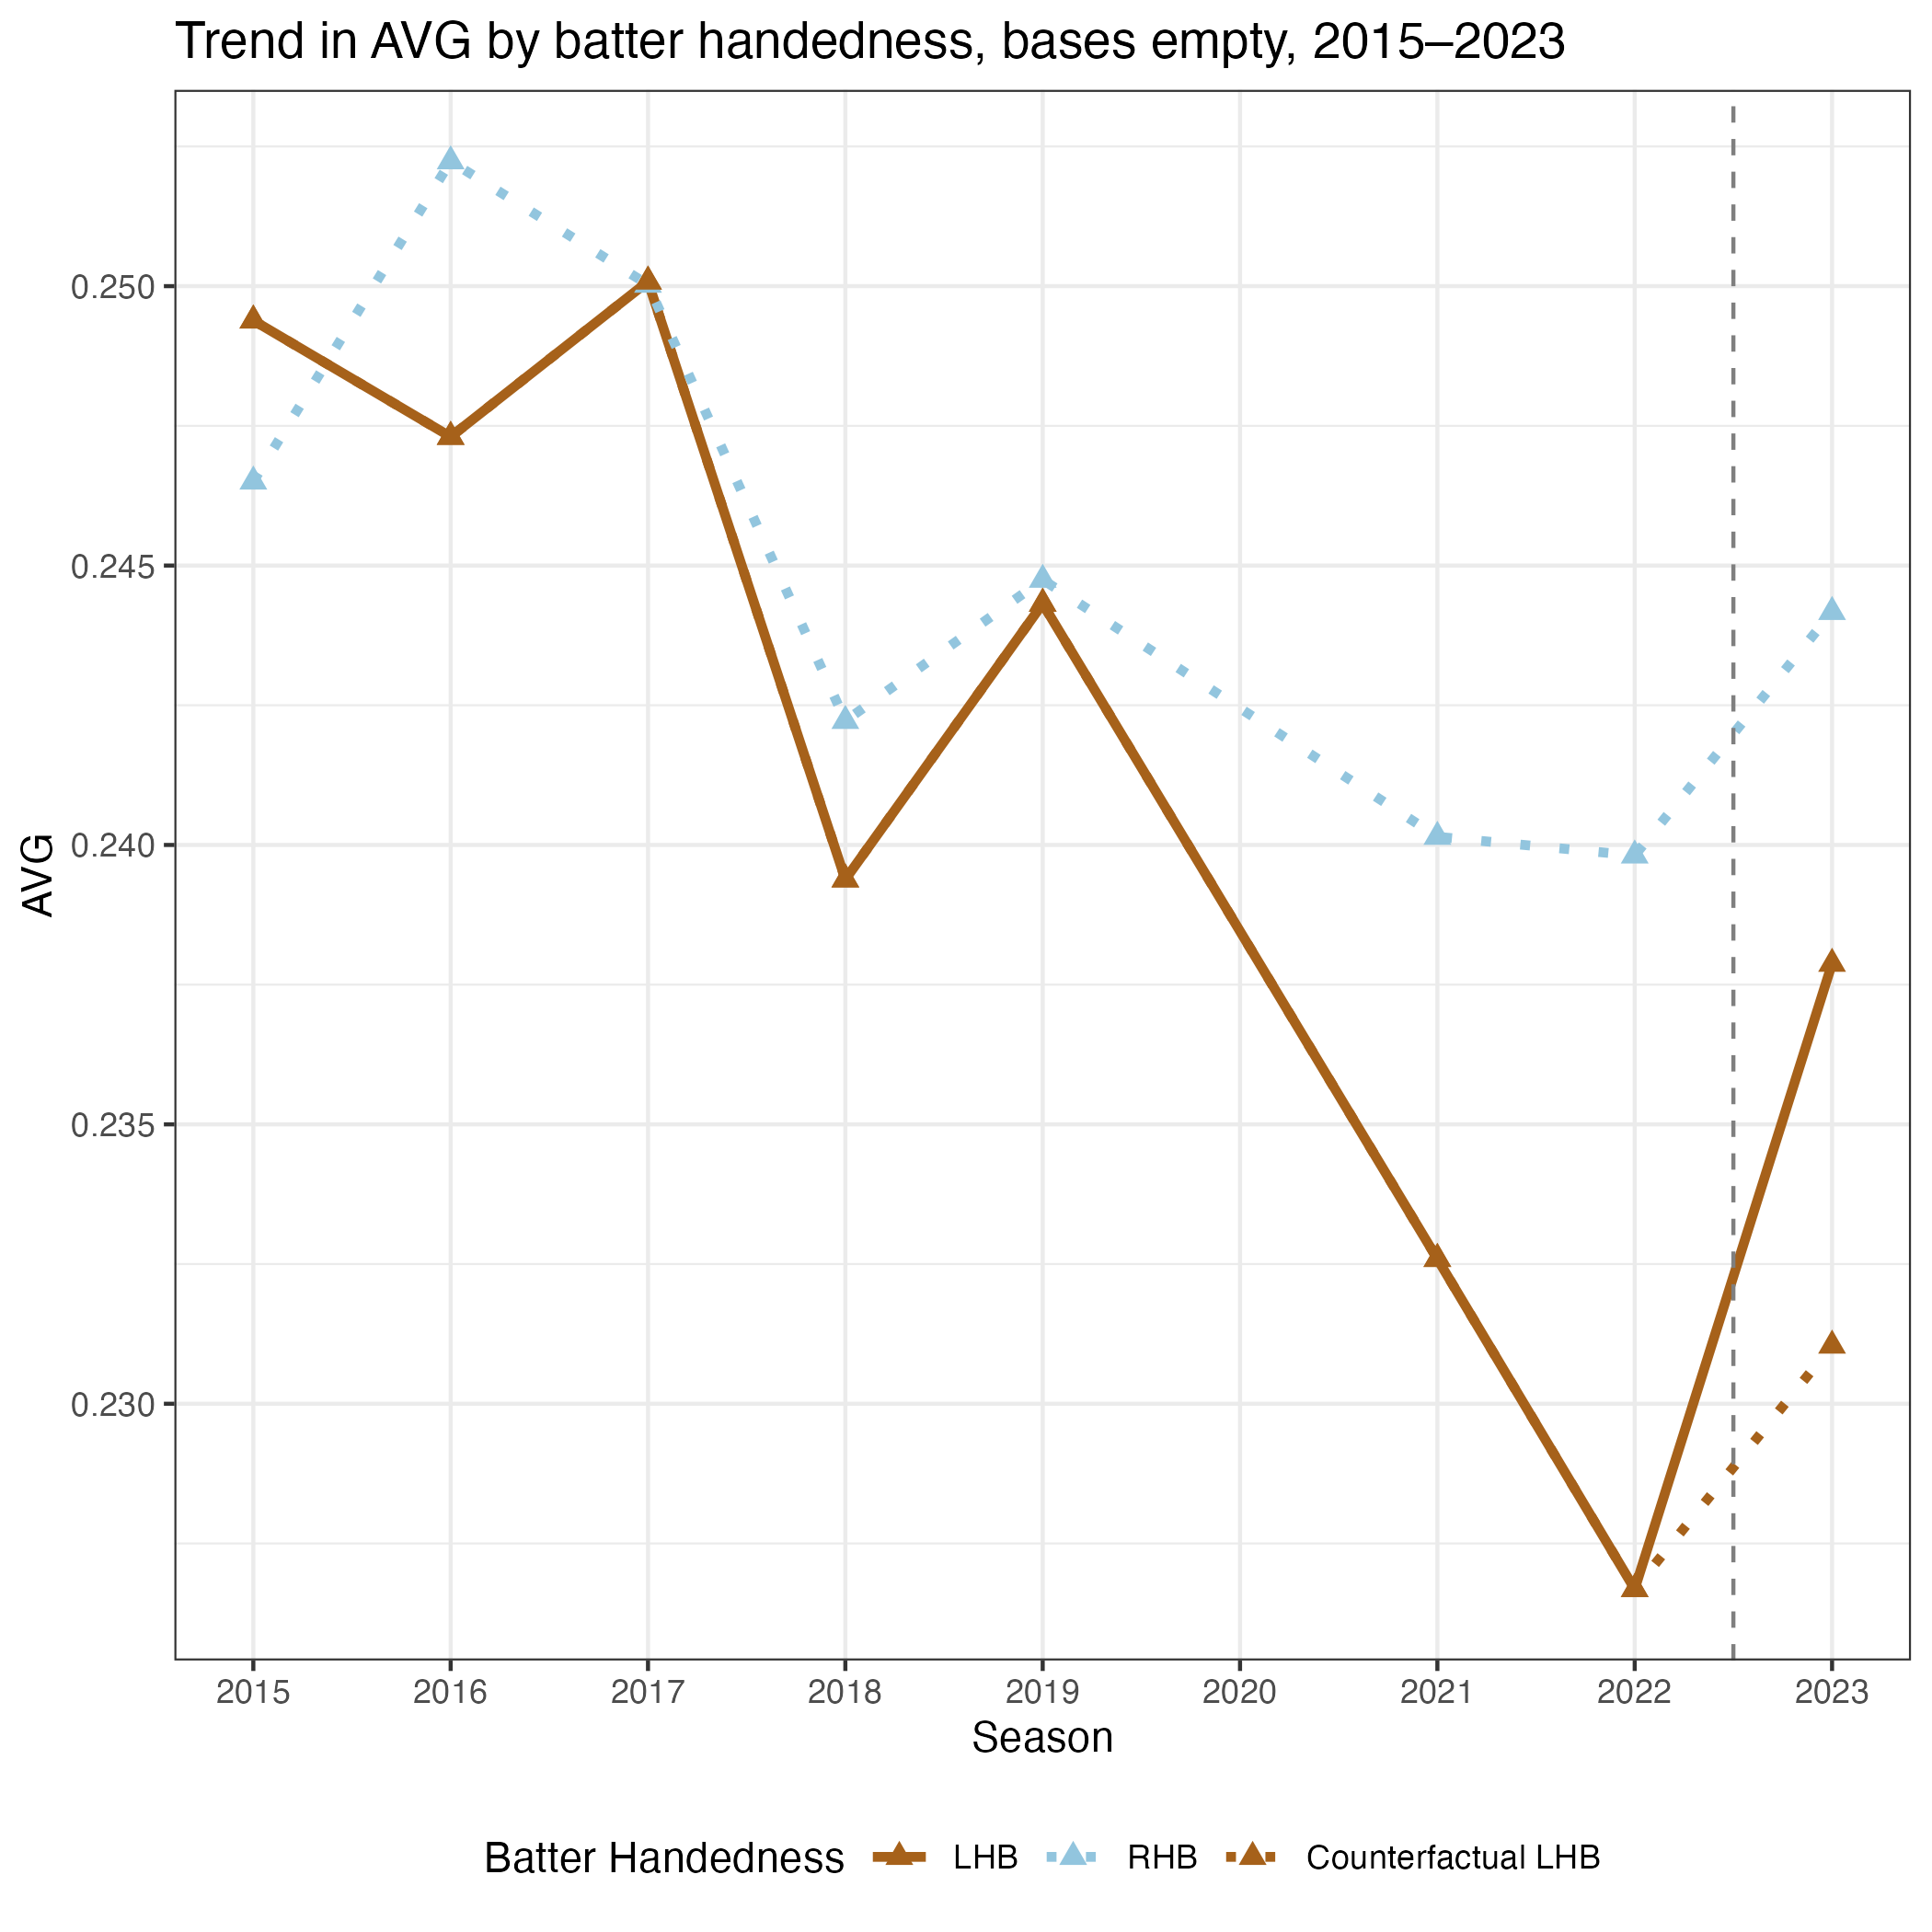 Trend in AVG by batter handedness, bases empty, 2015–2023
0.250
0.245
0.240
0.235
0.230
AVG
2015 2016 2017 2018 2019 2020 2021 2022 2023
Season
Batter Handedness LHB RHB Counterfactual LHB